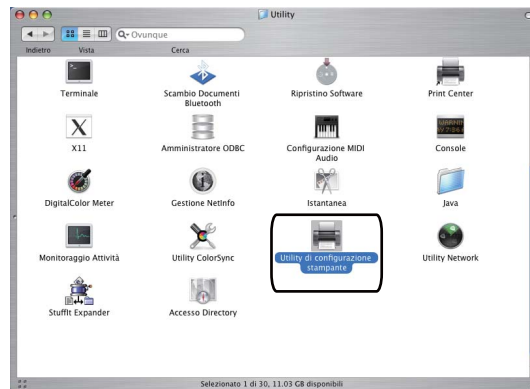 Utility
Ovunque
Indietro
Vista
Cerca
Terminale
Scambio Documenti
Bluetooth
Ripristino Software
Print Center
X11
Amministratore ODBC
Configurazione MIDI
Audio
Console
DigitalColor Meter
Gestione NetInfo
Istantanea
Java
Monitoraggio Attività
Utility ColorSync
Utility di configurazione
stampante
Utility Network
StuffIt Expander
Accesso Directory
Selezionato 1 di 30, 11.03 GB disponibili